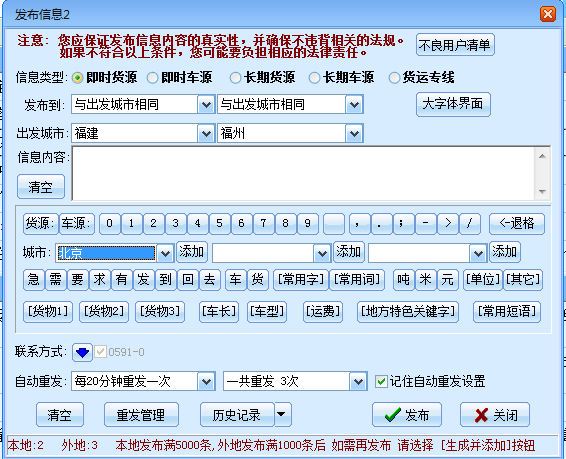 发布信息2
注意: 您应保证发布信息内容的真实性，并确保不违背相关的法规。
如果不符合以上条件，您可能要负担相应的法律责任。
不良用户清单
信息类型: 即时货源 即时车源 长期货源 长期车源 货运专线
发布到: 与出发城市相同 与出发城市相同 大字体界面
出发城市: 福建 福州
信息内容:
清空
货源: 车源: 0 1 2 3 4 5 6 7 8 9 , . ; - > / <-退格
城市: 北京 添加 添加 添加
急 需 要 求 有 发 到 回 去 车 货 [常用字] [常用词] 吨 米 元 [单位] [其它]
[货物1] [货物2] [货物3] [车长] [车型] [运费] [地方特色关键字] [常用短语]
联系方式: 0591-0
自动重发: 每20分钟重发一次 一共重发 3次 记住自动重发设置
清空 重发管理 历史记录 发布 关闭
本地:2 外地:3 本地发布满5000条,外地发布满1000条后 如需再发布 请选择 [生成并添加]按钮